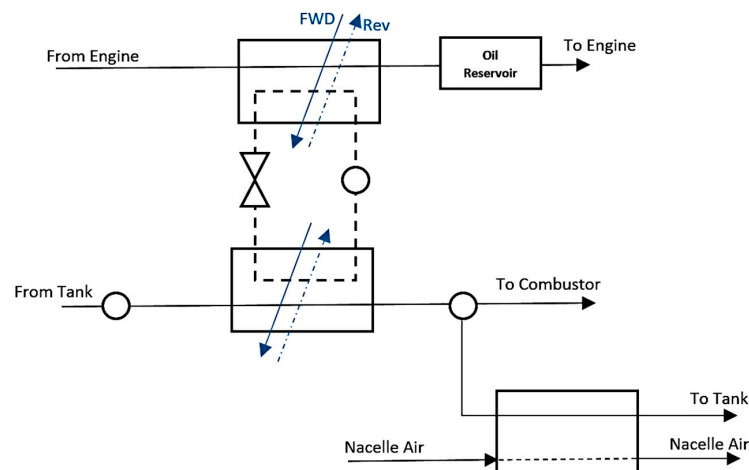 FWD
Rev
From Engine
Oil
Reservoir
To Engine
From Tank
To Combustor
To Tank
Nacelle Air
Nacelle Air